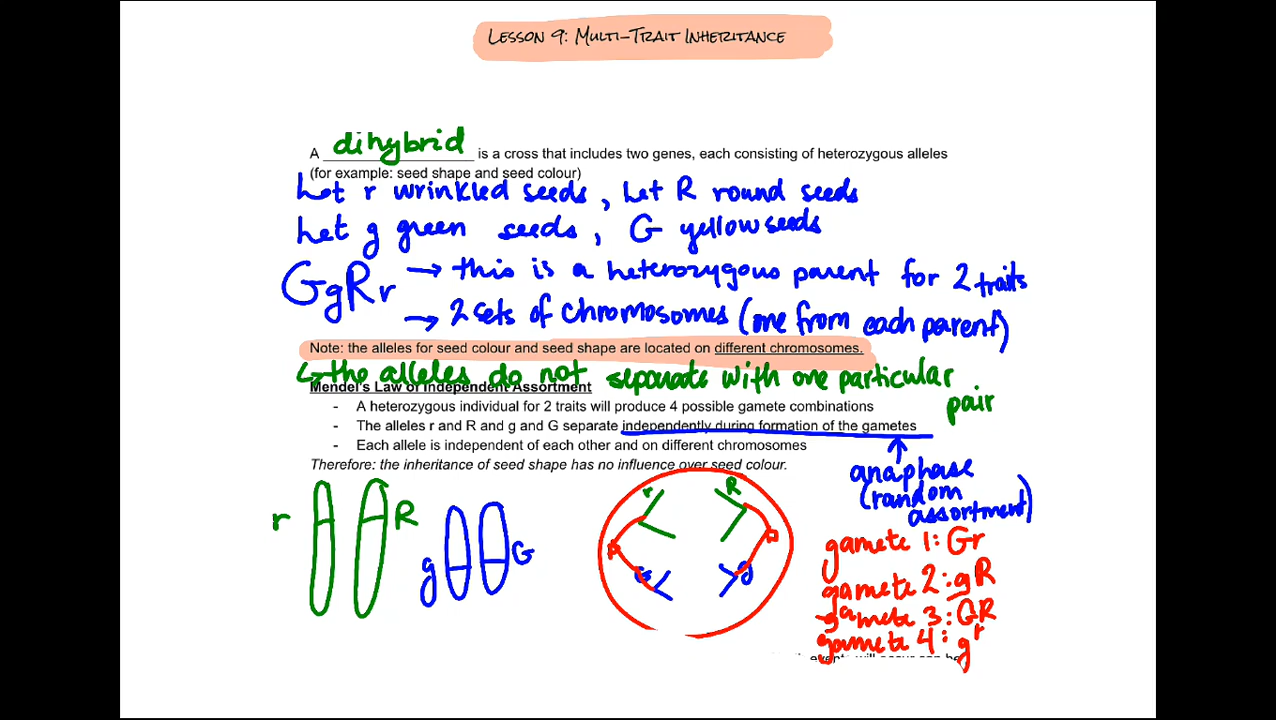 LESSON 9: MULTI-TRAIT INHERITANCE
A dihybrid is a cross that includes two genes, each consisting of heterozygous alleles
(for example: seed shape and seed colour)
Let r wrinkled seeds, Let R round seeds
Let g green seeds, G yellow seeds
GgRr → this is a heterozygous parent for 2 traits
→ 2 sets of chromosomes (one from each parent)
Note: the alleles for seed colour and seed shape are located on different chromosomes.
↳ the alleles do not separate with one particular pair
Mendel's Law of Independent Assortment
- A heterozygous individual for 2 traits will produce 4 possible gamete combinations
- The alleles r and R and g and G separate independently during formation of the gametes
- Each allele is independent of each other and on different chromosomes
Therefore: the inheritance of seed shape has no influence over seed colour.
anaphase
(random
assortment)
r R g G
r R
G g
gamete 1: Gr
gamete 2: gR
gamete 3: GR
gamete 4: gr
will occur can be